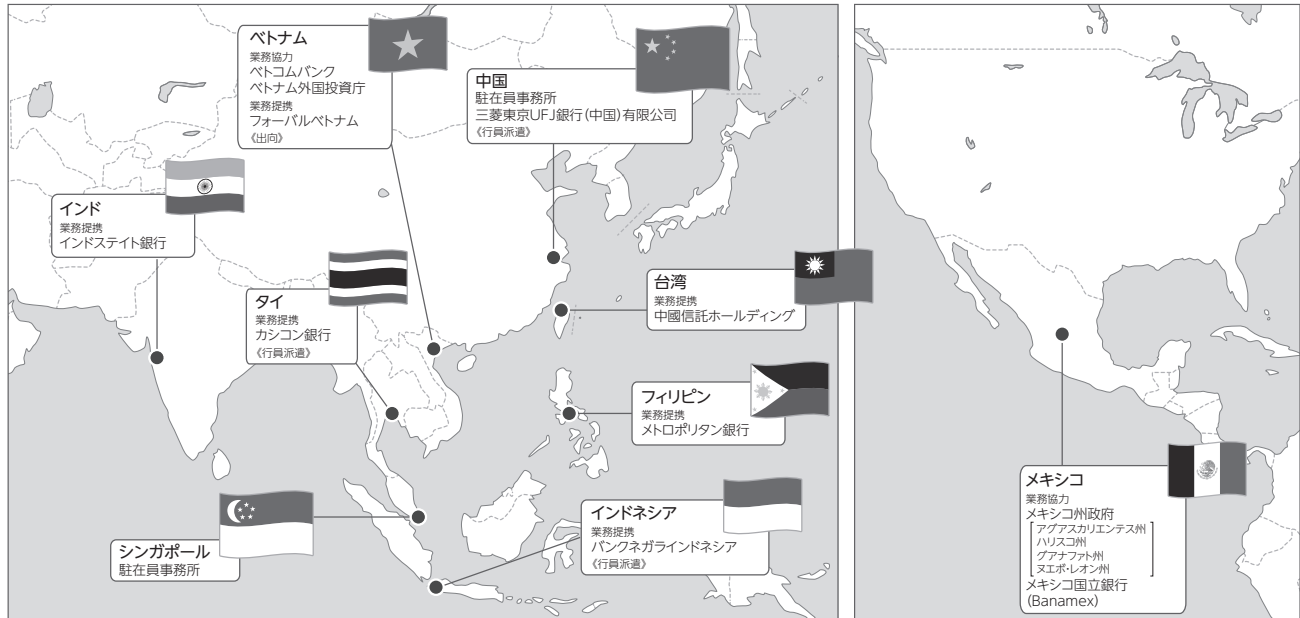 ベトナム
業務協力
ベトコムバンク
ベトナム外国投資庁
業務提携
フォーバルベトナム
《出向》
中国
駐在員事務所
三菱東京UFJ銀行(中国)有限公司
《行員派遣》
インド
業務提携
インドステイト銀行
タイ
業務提携
カシコン銀行
《行員派遣》
台湾
業務提携
中國信託ホールディング
フィリピン
業務提携
メトロポリタン銀行
シンガポール
駐在員事務所
インドネシア
業務提携
バンクネガラインドネシア
《行員派遣》
メキシコ
業務協力
メキシコ州政府
アグアスカリエンテス州
ハリスコ州
グアナファト州
ヌエボ・レオン州
メキシコ国立銀行
(Banamex)